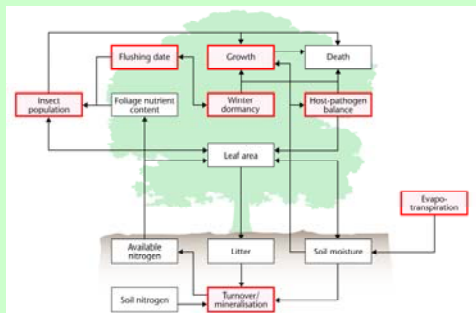 Flushing date
Growth
Death
Insect
population
Foliage nutrient
content
Winter
dormancy
Host-pathogen
balance
Leaf area
Evapo-
transpiration
Available
nitrogen
Litter
Soil moisture
Soil nitrogen
Turnover/
mineralisation